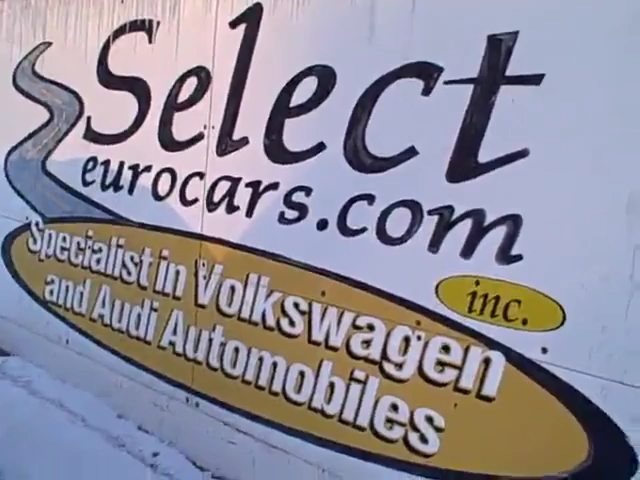 Select
eurocars.com
inc.
Specialist in Volkswagen
and Audi Automobiles